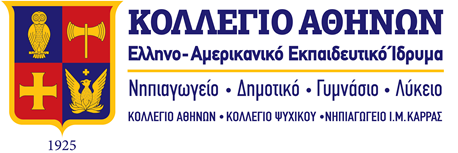 ΚΟΛΛΕΓΙΟ ΑΘΗΝΩΝ
Ελληνο-Αμερικανικό Εκπαιδευτικό Ίδρυμα
Νηπιαγωγείο • Δημοτικό • Γυμνάσιο • Λύκειο
ΚΟΛΛΕΓΙΟ ΑΘΗΝΩΝ • ΚΟΛΛΕΓΙΟ ΨΥΧΙΚΟΥ • ΝΗΠΙΑΓΩΓΕΙΟ Ι.Μ. ΚΑΡΡΑΣ
1925